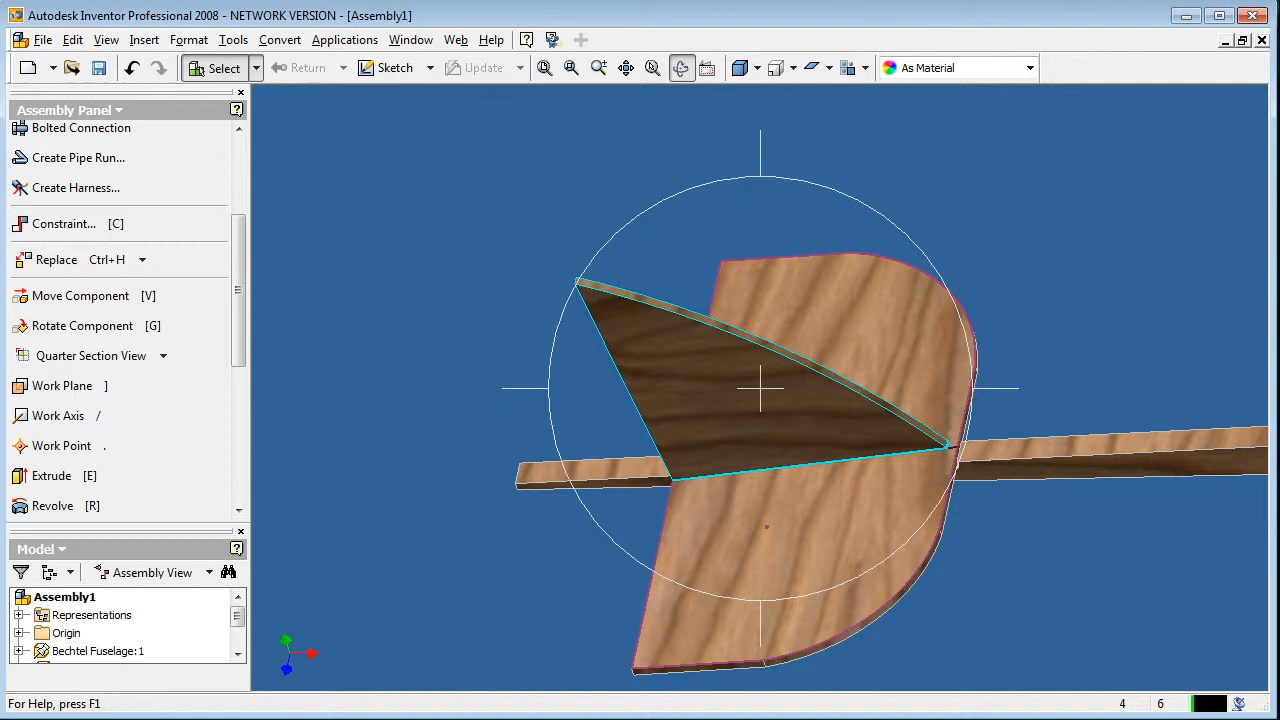 Autodesk Inventor Professional 2008 - NETWORK VERSION - [Assembly1]
File Edit View Insert Format Tools Convert Applications Window Web Help
Select Return Sketch Update As Material
Assembly Panel
Bolted Connection
Create Pipe Run...
Create Harness...
Constraint... [C]
Replace Ctrl+H
Move Component [V]
Rotate Component [G]
Quarter Section View
Work Plane ]
Work Axis /
Work Point .
Extrude [E]
Revolve [R]
Model
Assembly View
Assembly1
Representations
Origin
Bechtel Fuselage:1
For Help, press F1 4 6